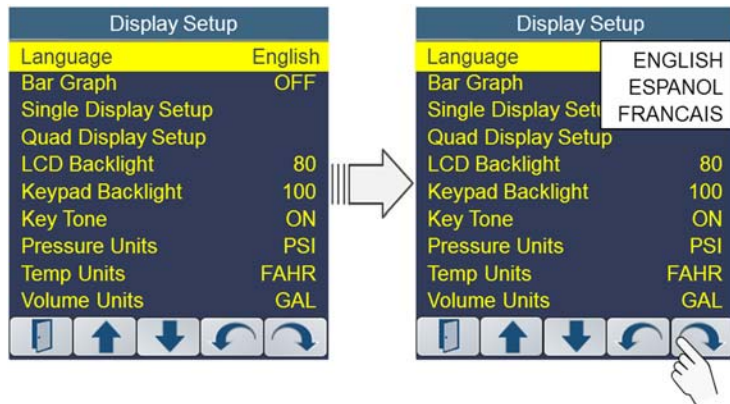 Display Setup
Language English
Bar Graph OFF
Single Display Setup
Quad Display Setup
LCD Backlight 80
Keypad Backlight 100
Key Tone ON
Pressure Units PSI
Temp Units FAHR
Volume Units GAL
Display Setup
Language ENGLISH
Bar Graph ESPANOL
Single Display Setu FRANCAIS
Quad Display Setup
LCD Backlight 80
Keypad Backlight 100
Key Tone ON
Pressure Units PSI
Temp Units FAHR
Volume Units GAL